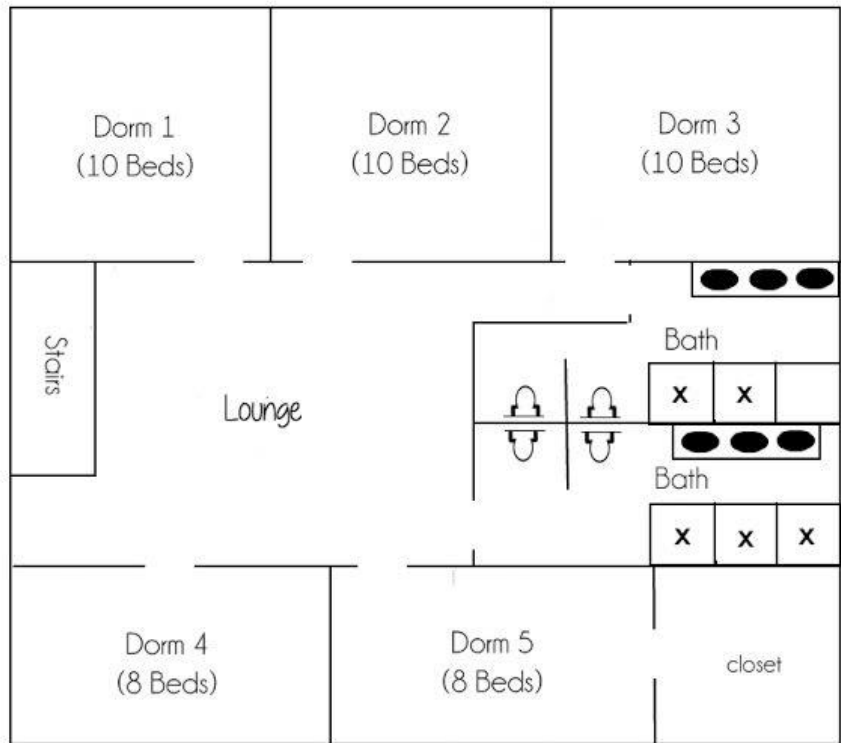 Dorm 1
(10 Beds)
Dorm 2
(10 Beds)
Dorm 3
(10 Beds)
Stairs
Lounge
Bath
x
x
Bath
x
x
x
Dorm 4
(8 Beds)
Dorm 5
(8 Beds)
closet